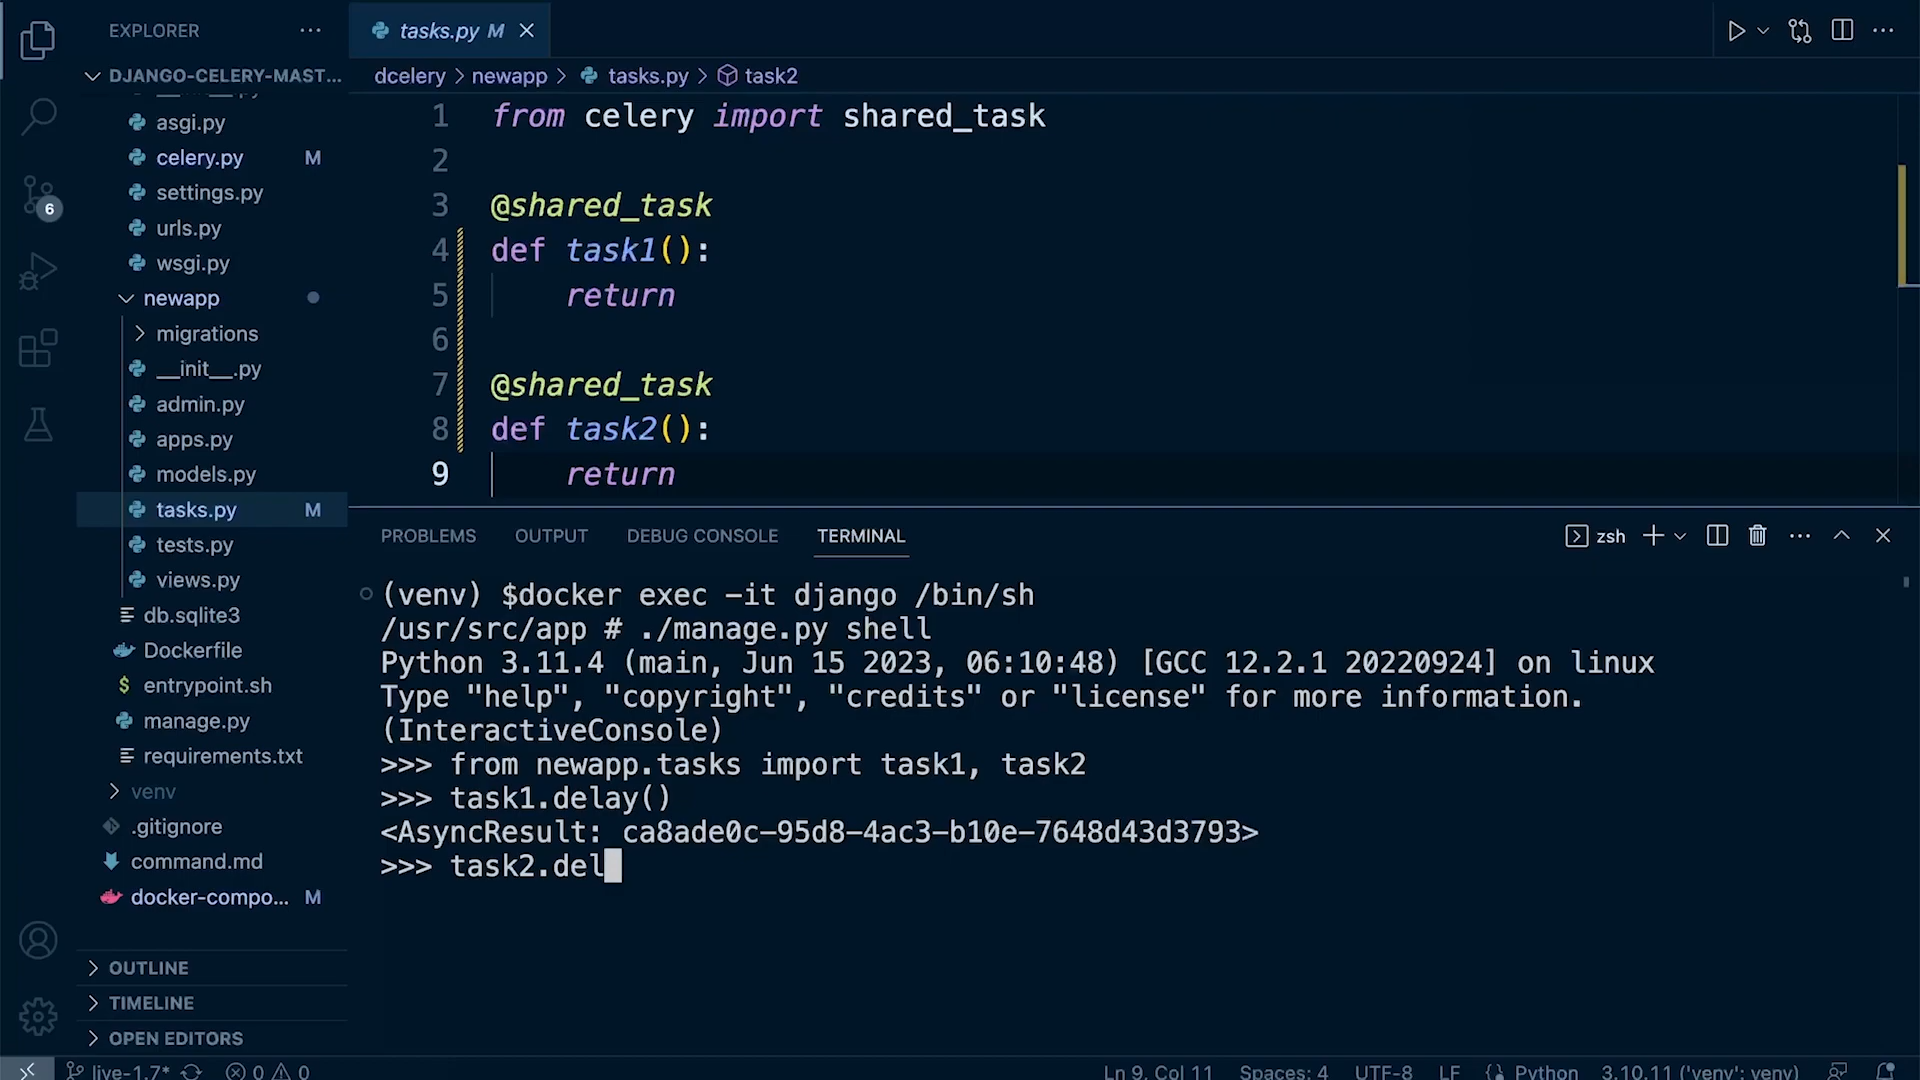 EXPLORER
DJANGO-CELERY-MAST...
asgi.py
celery.py M
settings.py
6
urls.py
wsgi.py
newapp
migrations
__init__.py
admin.py
apps.py
models.py
tasks.py M
tests.py
views.py
db.sqlite3
Dockerfile
$ entrypoint.sh
manage.py
requirements.txt
venv
.gitignore
command.md
docker-compo... M
OUTLINE
TIMELINE
OPEN EDITORS
tasks.py M
dcelery > newapp > tasks.py > task2
1 from celery import shared_task
2
3 @shared_task
4 def task1():
5 return
6
7 @shared_task
8 def task2():
9 return
PROBLEMS OUTPUT DEBUG CONSOLE TERMINAL zsh
(venv) $docker exec -it django /bin/sh
/usr/src/app # ./manage.py shell
Python 3.11.4 (main, Jun 15 2023, 06:10:48) [GCC 12.2.1 20220924] on linux
Type "help", "copyright", "credits" or "license" for more information.
(InteractiveConsole)
>>> from newapp.tasks import task1, task2
>>> task1.delay()
<AsyncResult: ca8ade0c-95d8-4ac3-b10e-7648d43d3793>
>>> task2.del
live-1.7* 0 0 Ln 9, Col 11 Spaces: 4 UTF-8 LF {} Python 3.10.11 ('venv': venv)